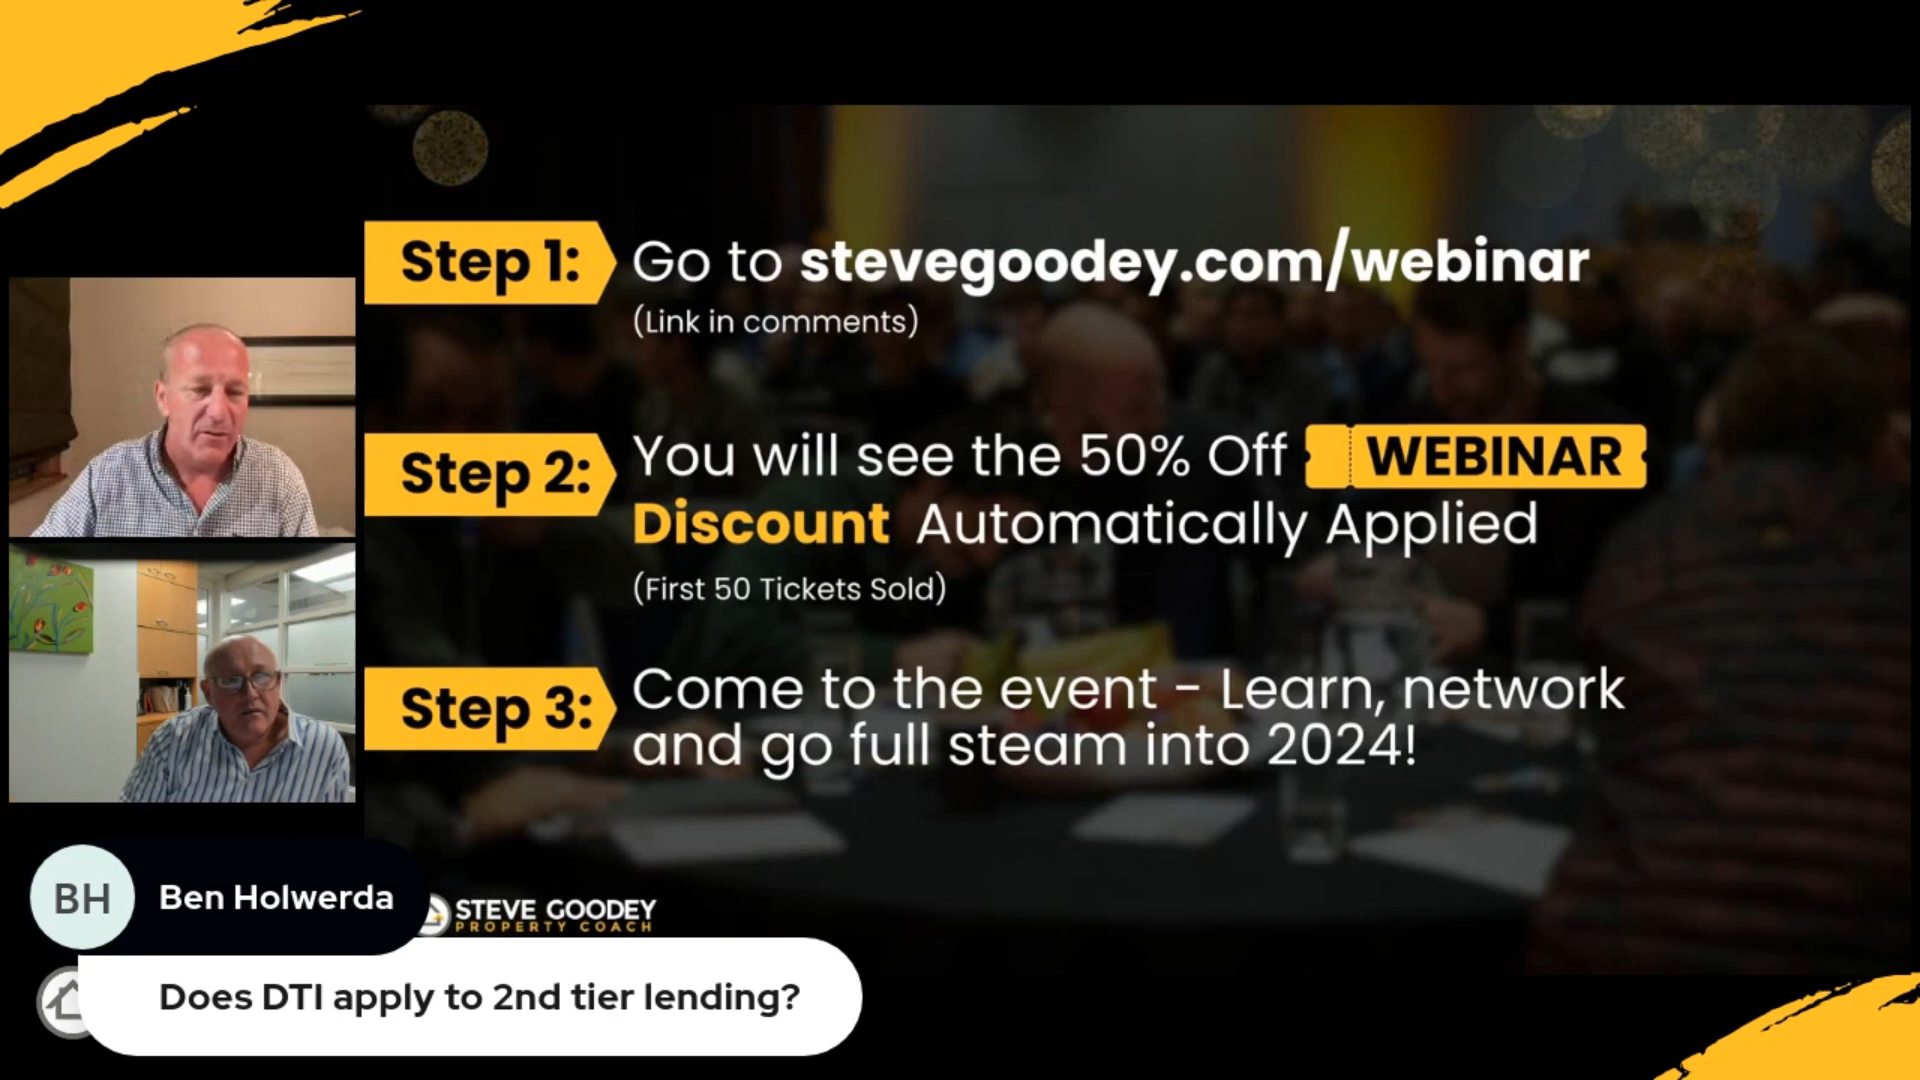 Step 1: Go to stevegoodey.com/webinar
(Link in comments)
Step 2: You will see the 50% Off WEBINAR
Discount Automatically Applied
(First 50 Tickets Sold)
Step 3: Come to the event - Learn, network
and go full steam into 2024!
BH Ben Holwerda
STEVE GOODEY
PROPERTY COACH
Does DTI apply to 2nd tier lending?